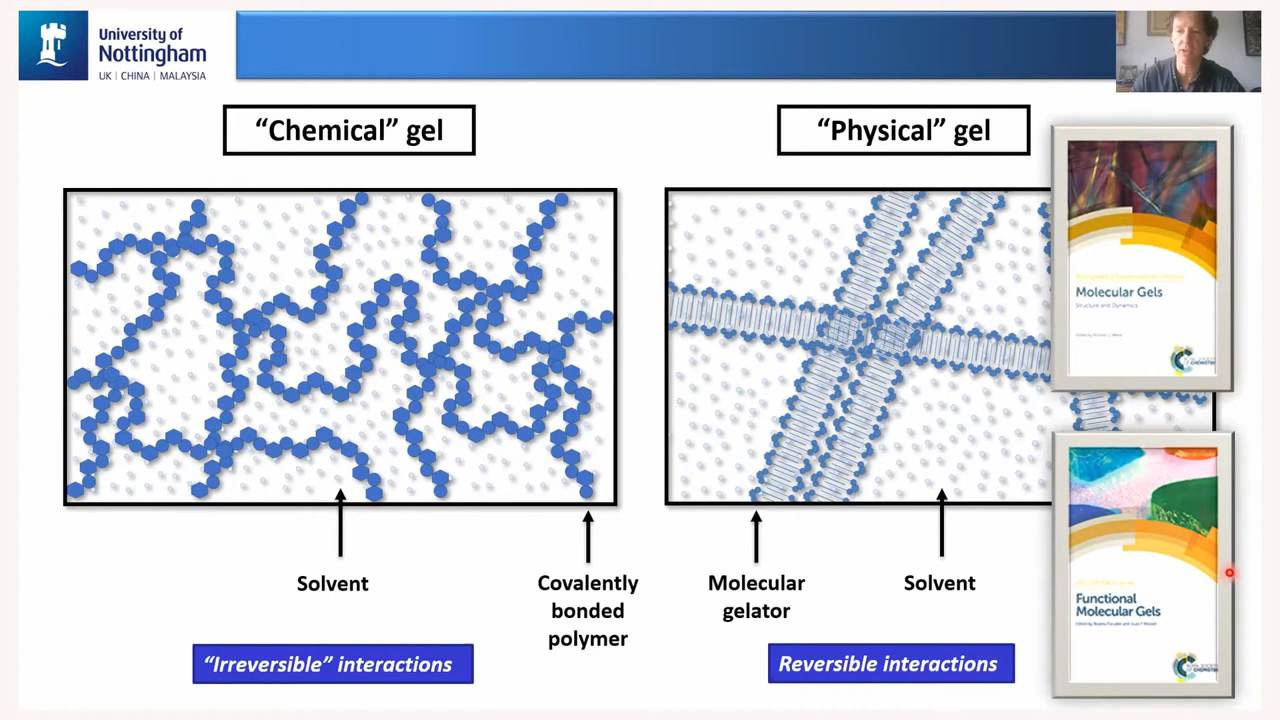 University of
Nottingham
UK | CHINA | MALAYSIA
“Chemical” gel
“Physical” gel
Solvent
Covalently
bonded
polymer
Molecular
gelator
Solvent
“Irreversible” interactions
Reversible interactions
Molecular Gels
Structure and Dynamics
Functional
Molecular Gels